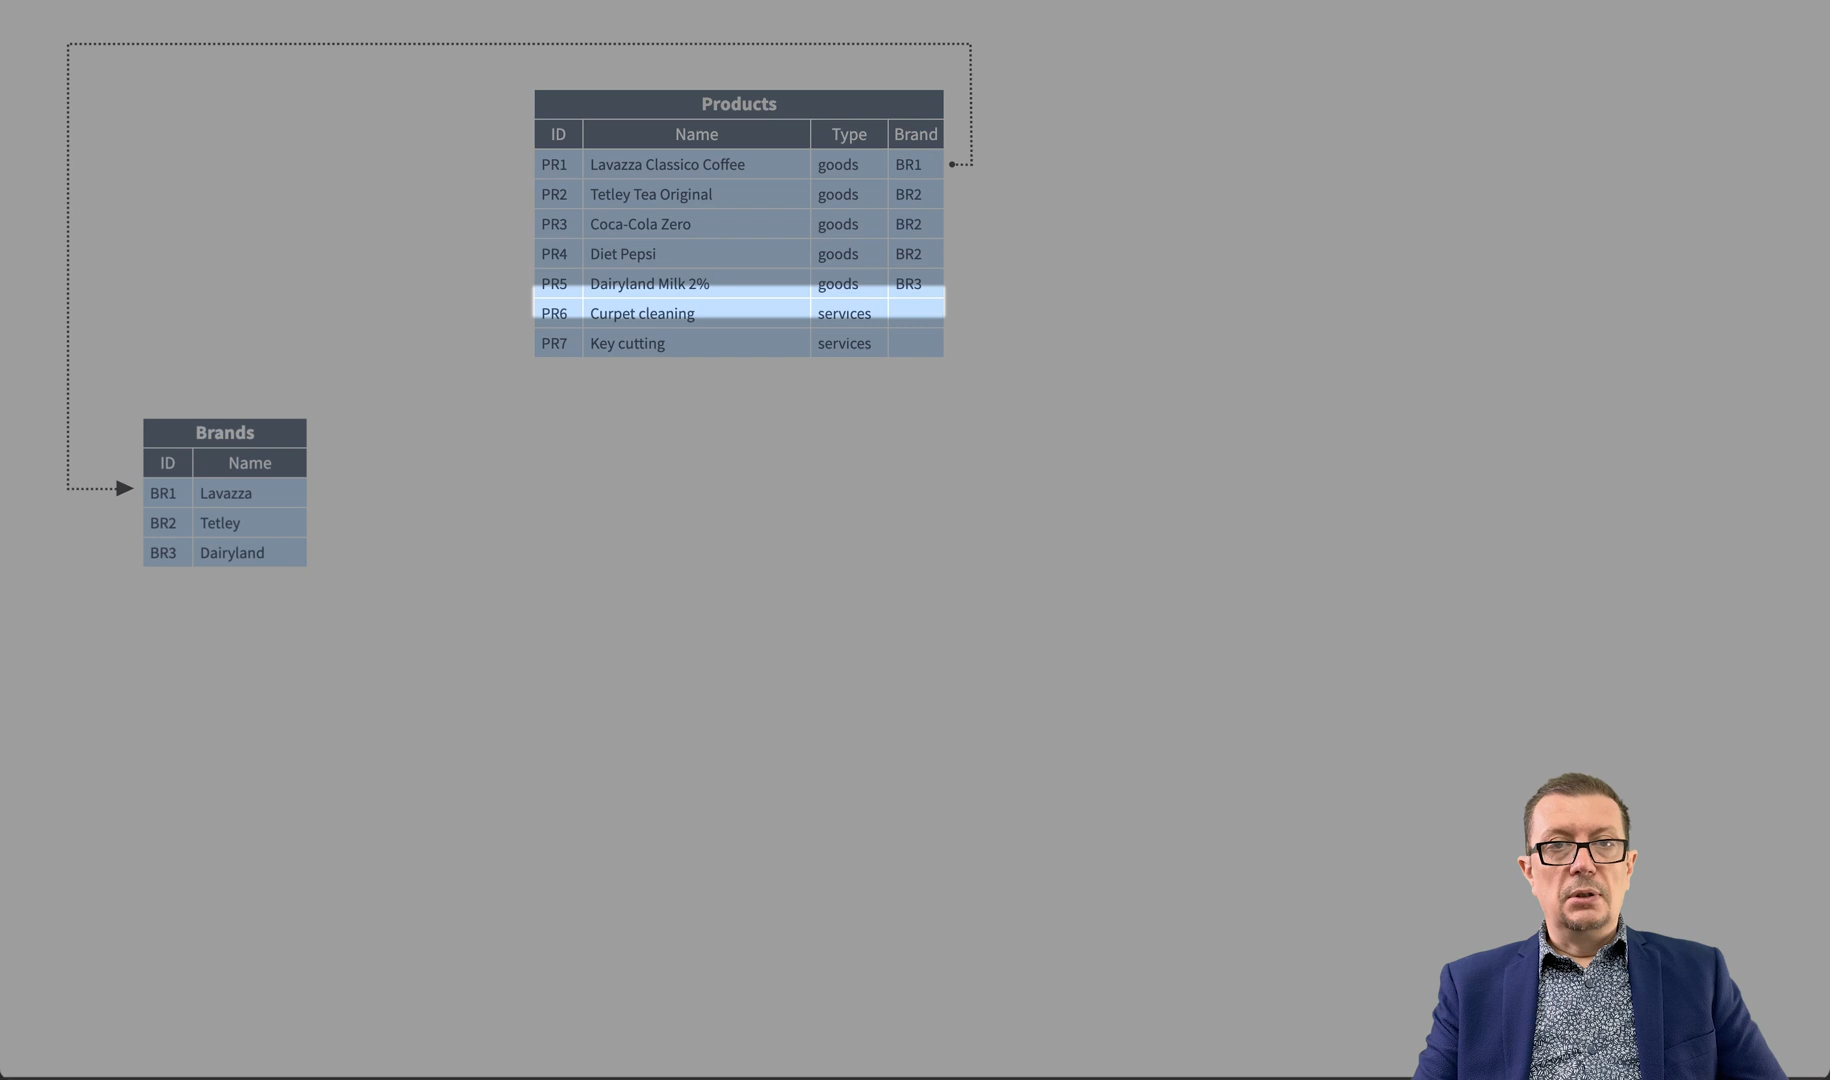 Products
ID Name Type Brand
PR1 Lavazza Classico Coffee goods BR1
PR2 Tetley Tea Original goods BR2
PR3 Coca-Cola Zero goods BR2
PR4 Diet Pepsi goods BR2
PR5 Dairyland Milk 2% goods BR3
PR6 Curpet cleaning services
PR7 Key cutting services
Brands
ID Name
BR1 Lavazza
BR2 Tetley
BR3 Dairyland